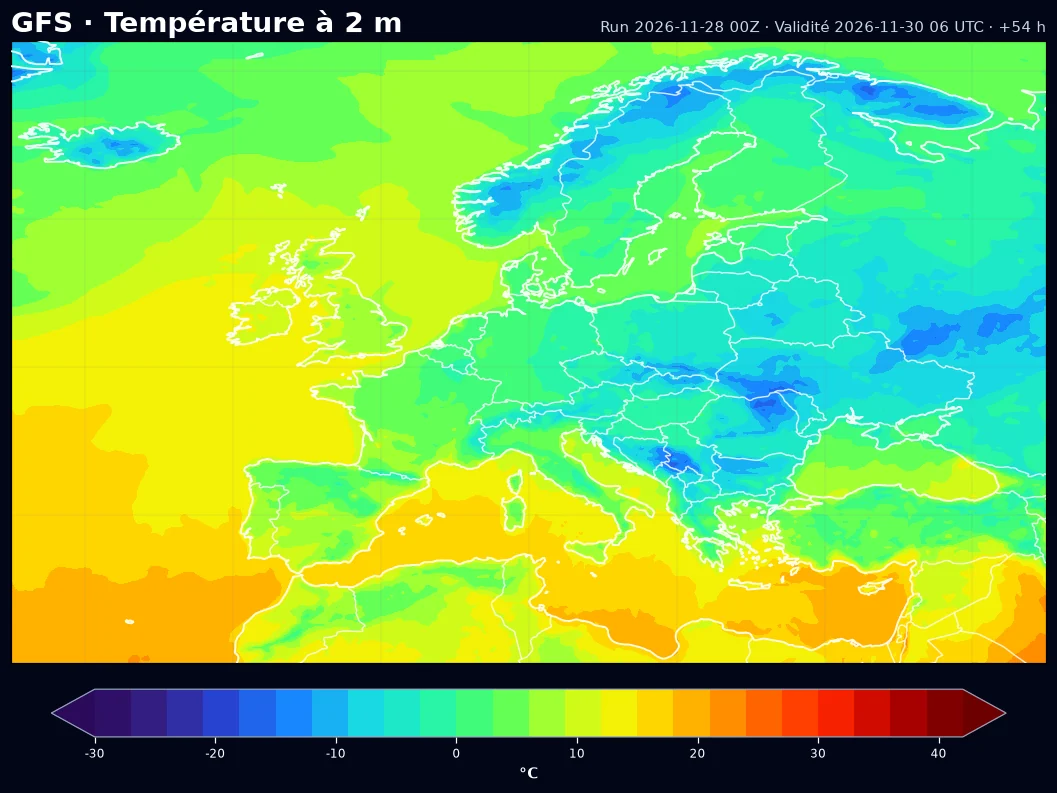 GFS · Température à 2 m
Run 2026-11-28 00Z · Validité 2026-11-30 06 UTC · +54 h
-30 -20 -10 0 10 20 30 40
°C